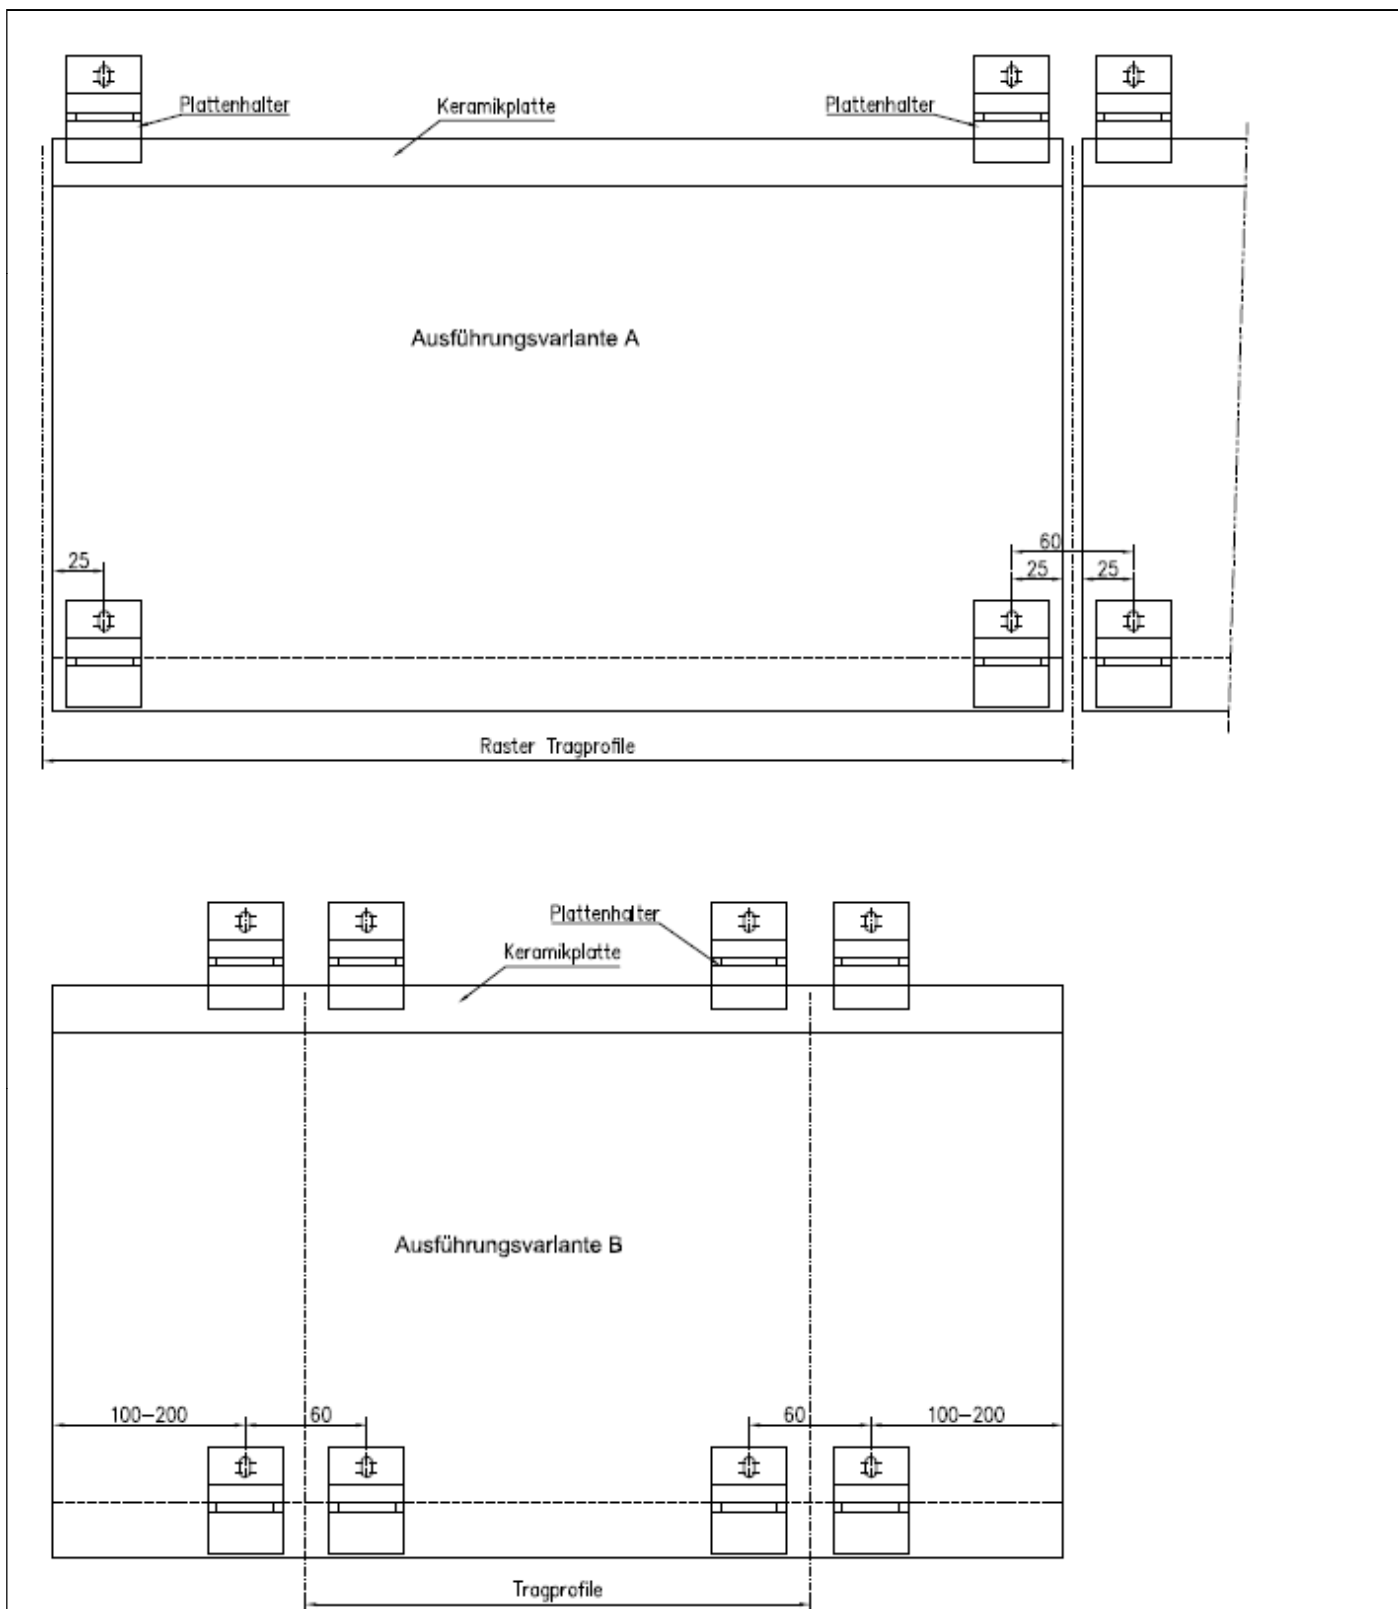 Plattenhalter
Keramikplatte
Plattenhalter
Ausführungsvarlante A
60
25
25
25
Raster Tragprofile
Plattenhalter
Keramikplatte
Ausführungsvarlante B
100-200
60
60
100-200
Tragprofile